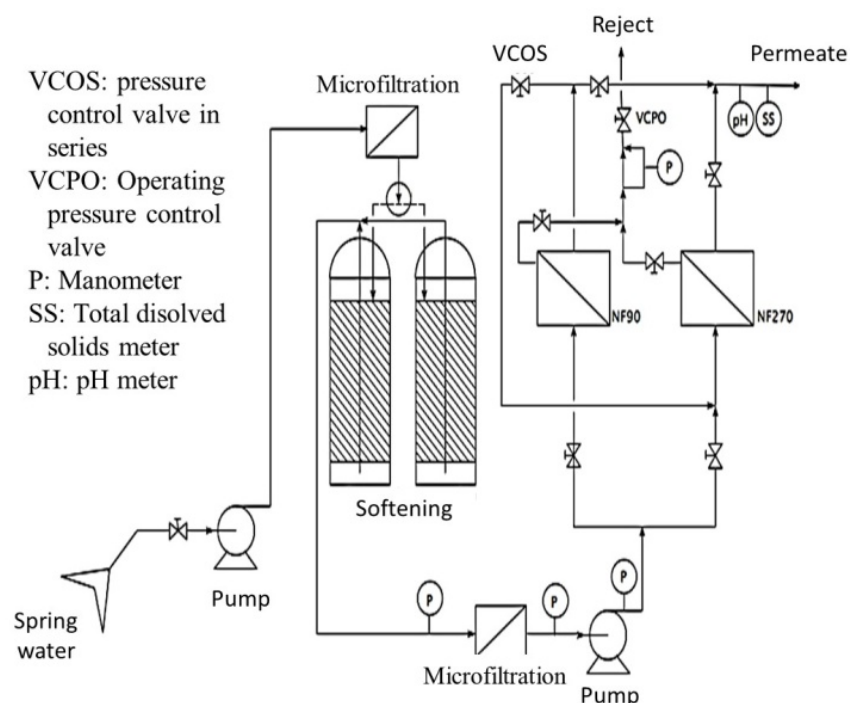 Reject
VCOS
Permeate
VCOS: pressure
control valve in
series
VCPO: Operating
pressure control
valve
P: Manometer
SS: Total disolved
solids meter
pH: pH meter
Microfiltration
VCPO
pH
SS
P
NF90
NF270
Softening
Pump
Spring
water
P
P
P
Microfiltration
Pump